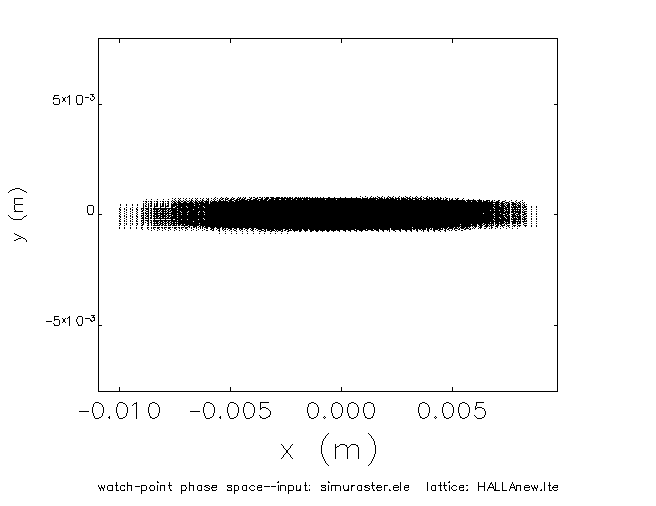 y (m)
5×10⁻³
0
-5×10⁻³
-0.010 -0.005 0.000 0.005
x (m)
watch-point phase space--input: simuraster.ele lattice: HALLAnew.lte